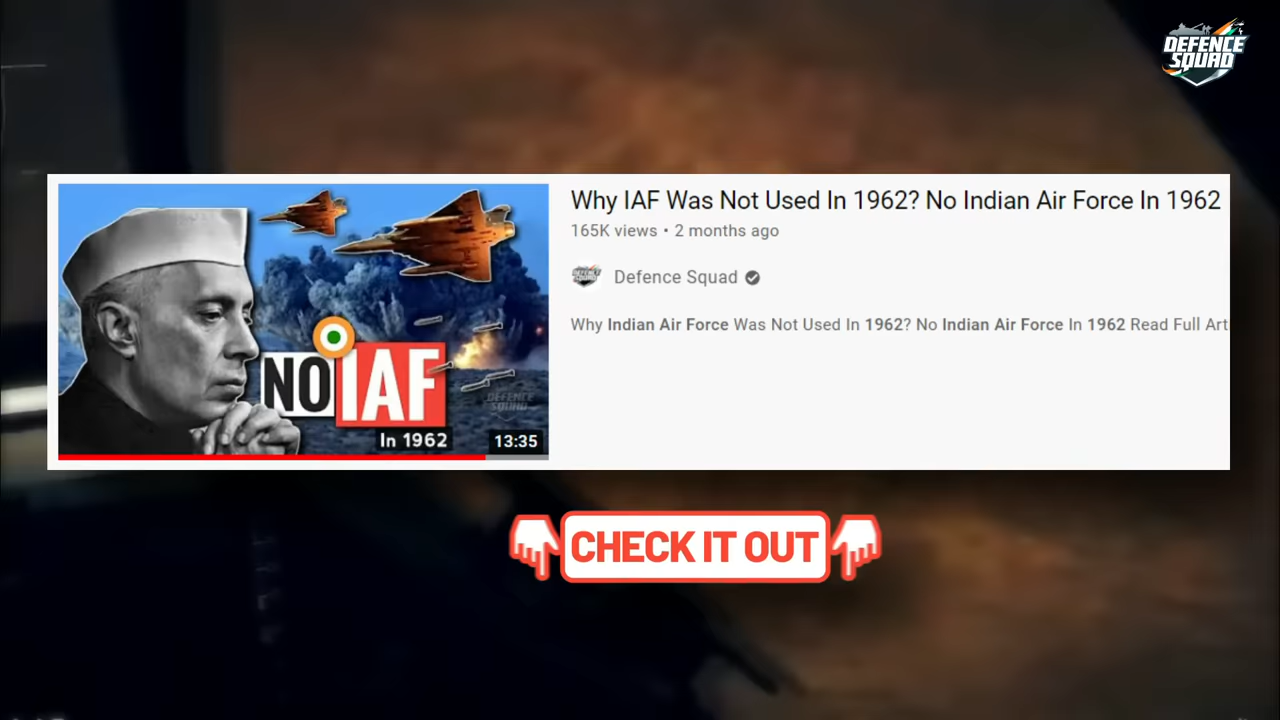 DEFENCE
SQUAD
Why IAF Was Not Used In 1962? No Indian Air Force In 1962
165K views • 2 months ago
Defence Squad
Why Indian Air Force Was Not Used In 1962? No Indian Air Force In 1962 Read Full Art
NO IAF
DEFENCE
SQUAD
In 1962
13:35
CHECK IT OUT